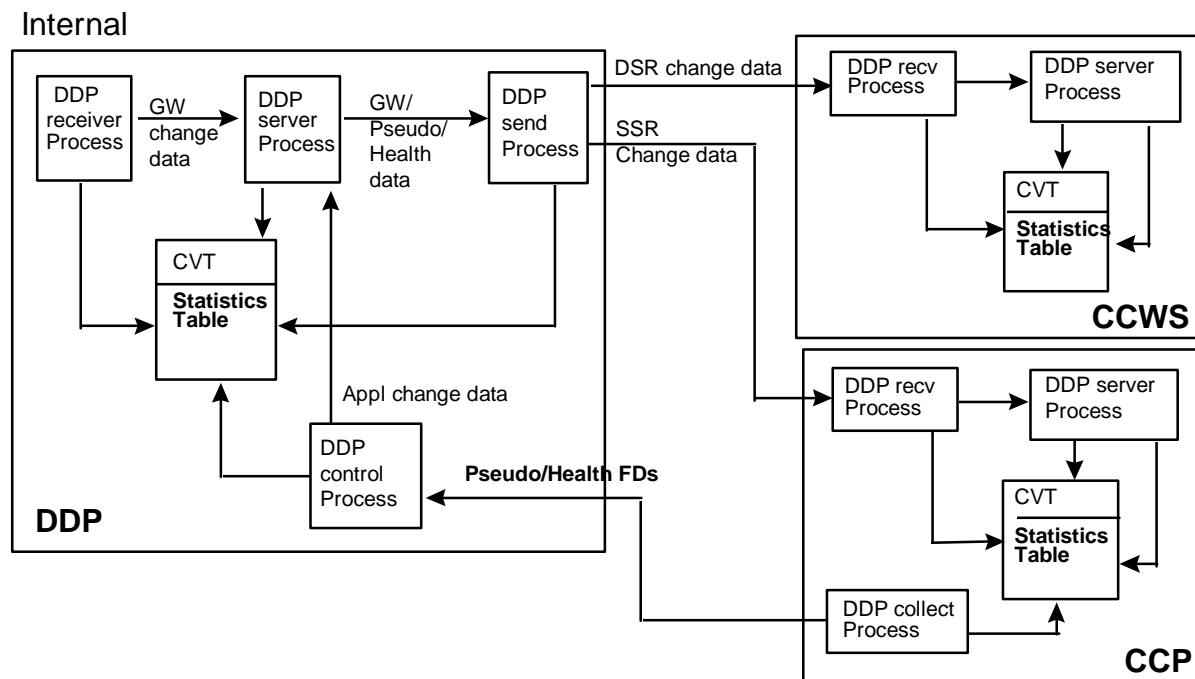 Internal
DDP
receiver
Process
GW
change
data
DDP
server
Process
GW/
Pseudo/
Health
data
DDP
send
Process
DSR change data
SSR
Change data
CVT
Statistics
Table
Appl change data
DDP
control
Process
Pseudo/Health FDs
DDP
DDP recv
Process
DDP server
Process
CVT
Statistics
Table
CCWS
DDP recv
Process
DDP server
Process
CVT
Statistics
Table
DDP collect
Process
CCP